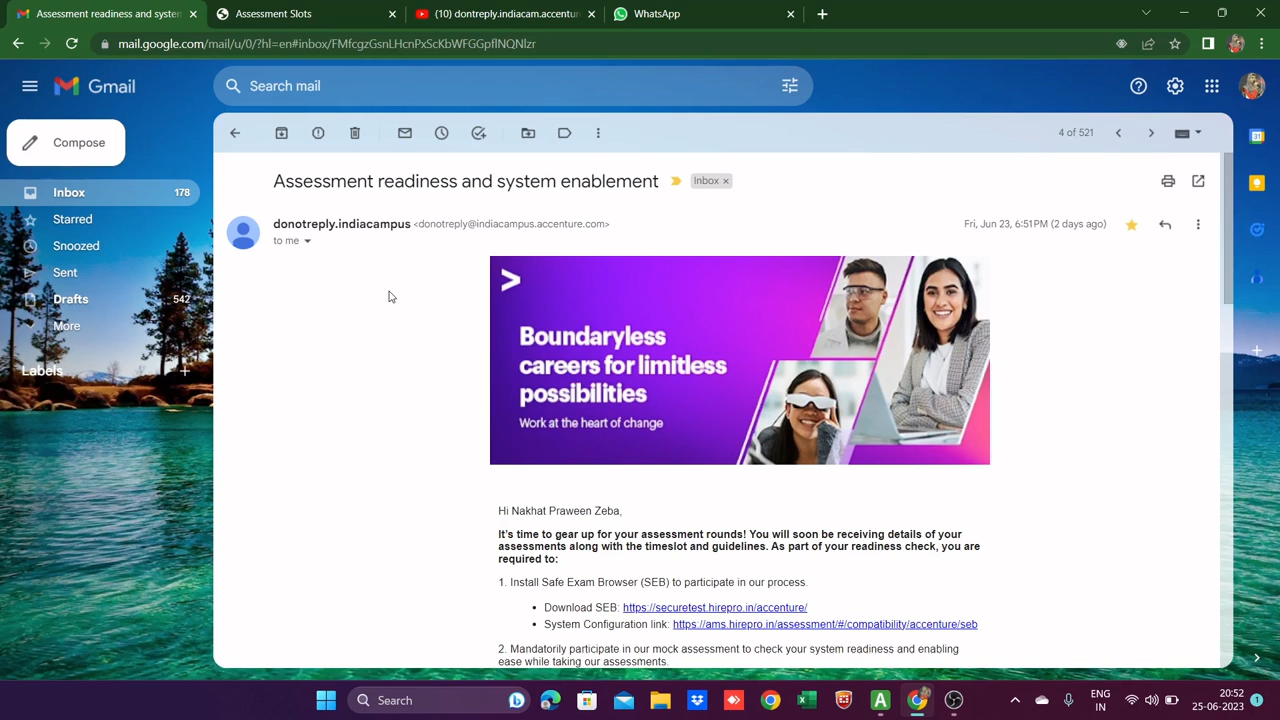 Assessment readiness and system
Assessment Slots
(10) dontreply.indiacam.accentur
WhatsApp
mail.google.com/mail/u/0/?hl=en#inbox/FMfcgzGsnLHcnPxScKbWFGGpflNQNlzr
Gmail
Search mail
Compose
4 of 521
Inbox 178
Starred
Snoozed
Sent
Drafts 542
More
Labels
Assessment readiness and system enablement
Inbox x
donotreply.indiacampus <donotreply@indiacampus.accenture.com>
Fri, Jun 23, 6:51 PM (2 days ago)
to me
Boundaryless
careers for limitless
possibilities
Work at the heart of change
Hi Nakhat Praween Zeba,
It's time to gear up for your assessment rounds! You will soon be receiving details of your
assessments along with the timeslot and guidelines. As part of your readiness check, you are
required to:
1. Install Safe Exam Browser (SEB) to participate in our process.
• Download SEB: https://securetest.hirepro.in/accenture/
• System Configuration link: https://ams.hirepro.in/assessment/#/compatibility/accenture/seb
2. Mandatorily participate in our mock assessment to check your system readiness and enabling
ease while taking our assessments.
Search
ENG
IN
20:52
25-06-2023
1